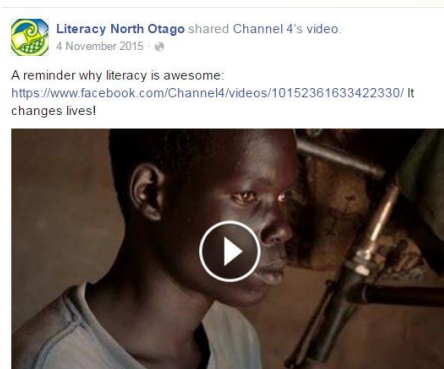 Literacy North Otago shared Channel 4's video.
4 November 2015 ·
A reminder why literacy is awesome:
https://www.facebook.com/Channel4/videos/10152361633422330/ It
changes lives!